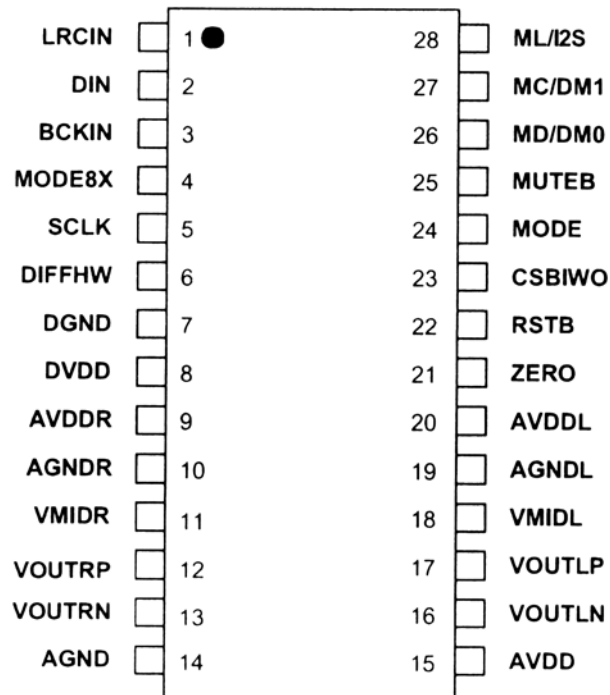 LRCIN 1 28 ML/I2S
DIN 2 27 MC/DM1
BCKIN 3 26 MD/DM0
MODE8X 4 25 MUTEB
SCLK 5 24 MODE
DIFFHW 6 23 CSBIWO
DGND 7 22 RSTB
DVDD 8 21 ZERO
AVDDR 9 20 AVDDL
AGNDR 10 19 AGNDL
VMIDR 11 18 VMIDL
VOUTRP 12 17 VOUTLP
VOUTRN 13 16 VOUTLN
AGND 14 15 AVDD